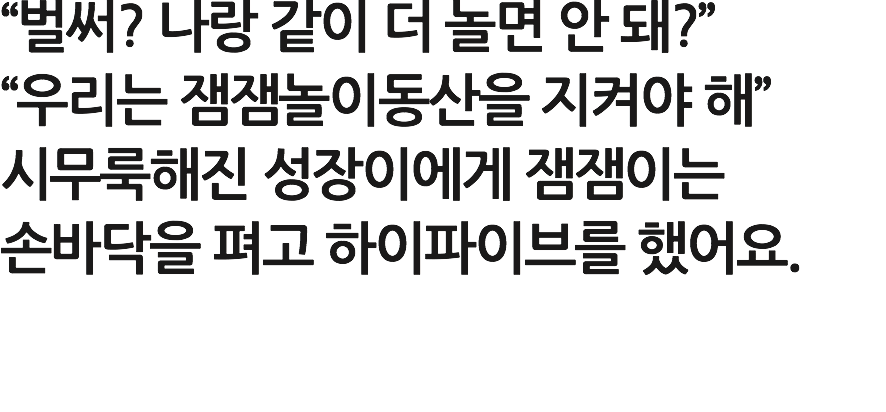 “벌써? 나랑 같이 더 놀면 안 돼?”
“우리는 잼잼놀이동산을 지켜야 해”
시무룩해진 성장이에게 잼잼이는
손바닥을 펴고 하이파이브를 했어요.